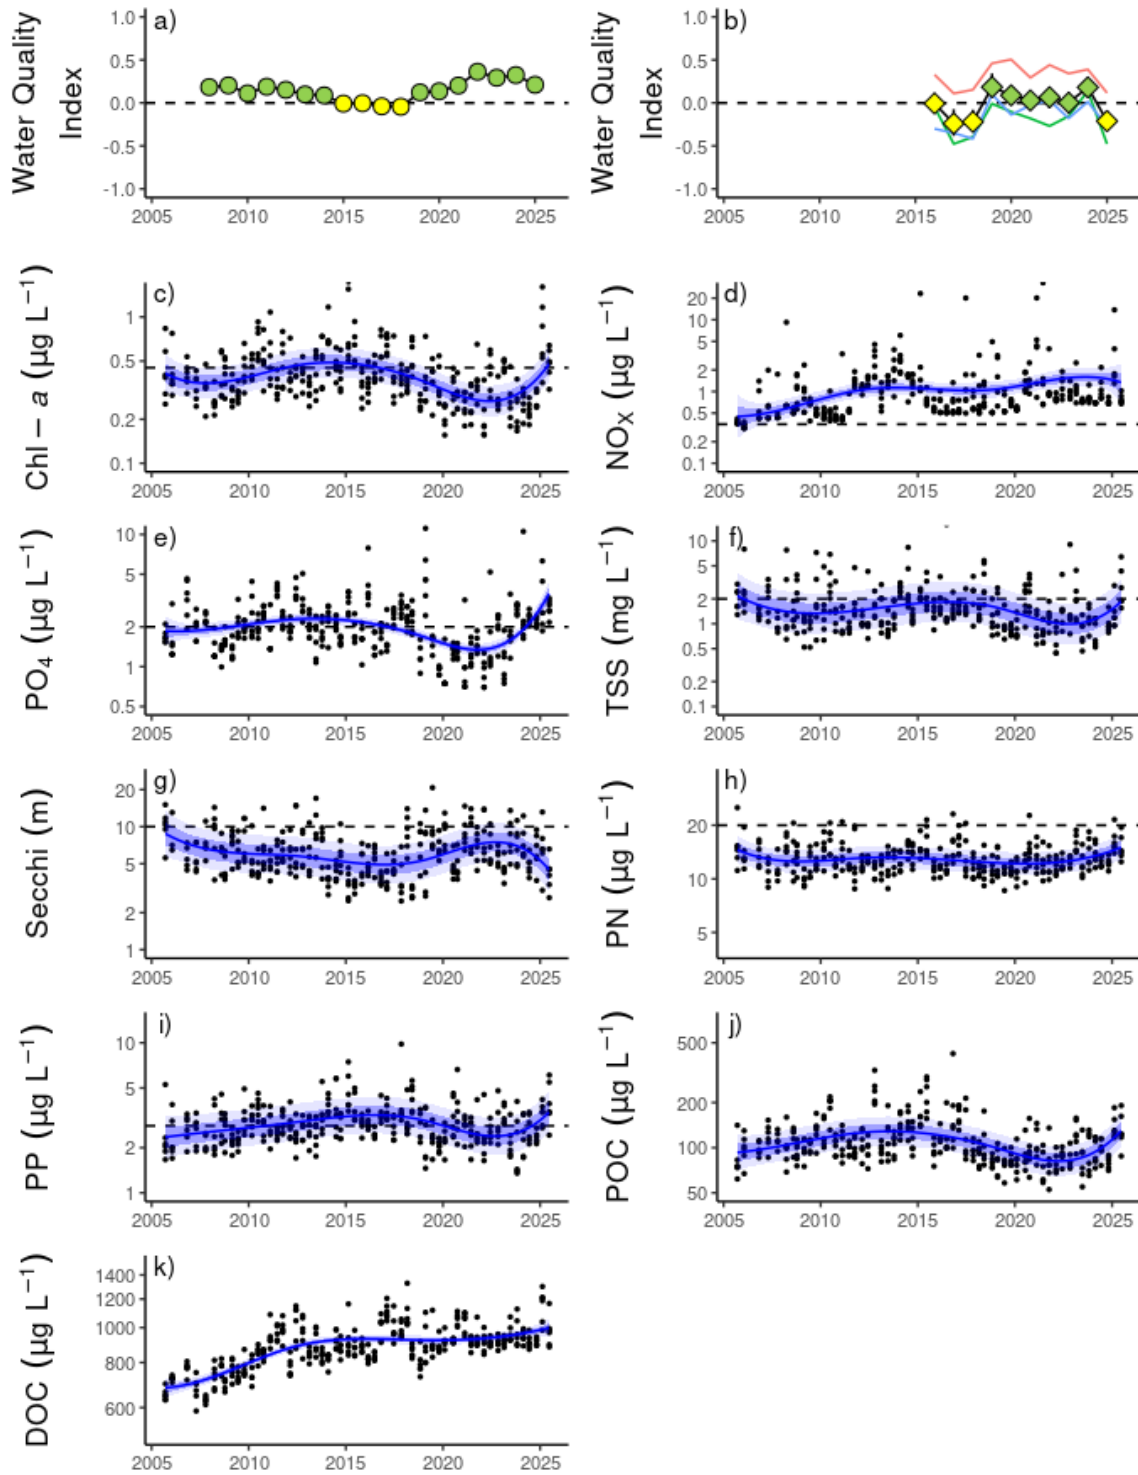 a)
Water Quality
Index
1.0
0.5
0.0
-0.5
-1.0
2005 2010 2015 2020 2025
b)
Water Quality
Index
1.0
0.5
0.0
-0.5
-1.0
2005 2010 2015 2020 2025
c)
Chl – a (µg L⁻¹)
1
0.5
0.2
0.1
2005 2010 2015 2020 2025
d)
NOₓ (µg L⁻¹)
20
10
5
2
1
0.5
0.2
0.1
2005 2010 2015 2020 2025
e)
PO₄ (µg L⁻¹)
10
5
2
1
0.5
2005 2010 2015 2020 2025
f)
TSS (mg L⁻¹)
10
5
2
1
0.5
0.2
0.1
2005 2010 2015 2020 2025
g)
Secchi (m)
20
10
5
2
1
2005 2010 2015 2020 2025
h)
PN (µg L⁻¹)
20
10
5
2005 2010 2015 2020 2025
i)
PP (µg L⁻¹)
10
5
2
1
2005 2010 2015 2020 2025
j)
POC (µg L⁻¹)
500
200
100
50
2005 2010 2015 2020 2025
k)
DOC (µg L⁻¹)
1400
1200
1000
800
600
2005 2010 2015 2020 2025